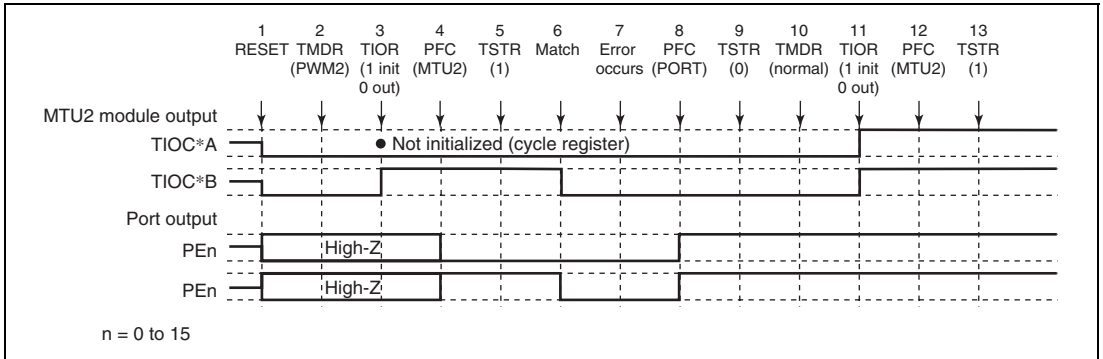 1 2 3 4 5 6 7 8 9 10 11 12 13
RESET TMDR TIOR PFC TSTR Match Error PFC TSTR TMDR TIOR PFC TSTR
(PWM2) (1 init (MTU2) (1) occurs (PORT) (0) (normal) (1 init (MTU2) (1)
0 out) 0 out)
MTU2 module output
TIOC*A ● Not initialized (cycle register)
TIOC*B
Port output
PEn High-Z
PEn High-Z
n = 0 to 15